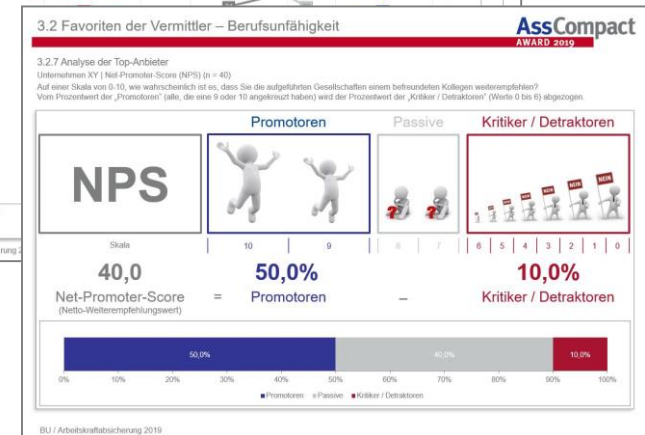 3.2 Favoriten der Vermittler – Berufsunfähigkeit
AssCompact
AWARD 2019
3.2.7 Analyse der Top-Anbieter
Unternehmen XY | Net-Promoter-Score (NPS) (n = 40)
Auf einer Skala von 0-10, wie wahrscheinlich ist es, dass Sie die aufgeführten Gesellschaften einem befreundeten Kollegen weiterempfehlen?
Vom Prozentwert der „Promotoren" (alle, die eine 9 oder 10 angekreuzt haben) wird der Prozentwert der „Kritiker / Detraktoren" (Werte 0 bis 6) abgezogen.
Promotoren Passive Kritiker / Detraktoren
NPS
NEIN NEIN NEIN
Skala 10 9 8 7 6 5 4 3 2 1 0
40,0 50,0% 10,0%
Net-Promoter-Score = Promotoren – Kritiker / Detraktoren
(Netto-Weiterempfehlungswert)
50,0% 40,0% 10,0%
0% 10% 20% 30% 40% 50% 60% 70% 80% 90% 100%
Promotoren Passive Kritiker / Detraktoren
BU / Arbeitskraftabsicherung 2019